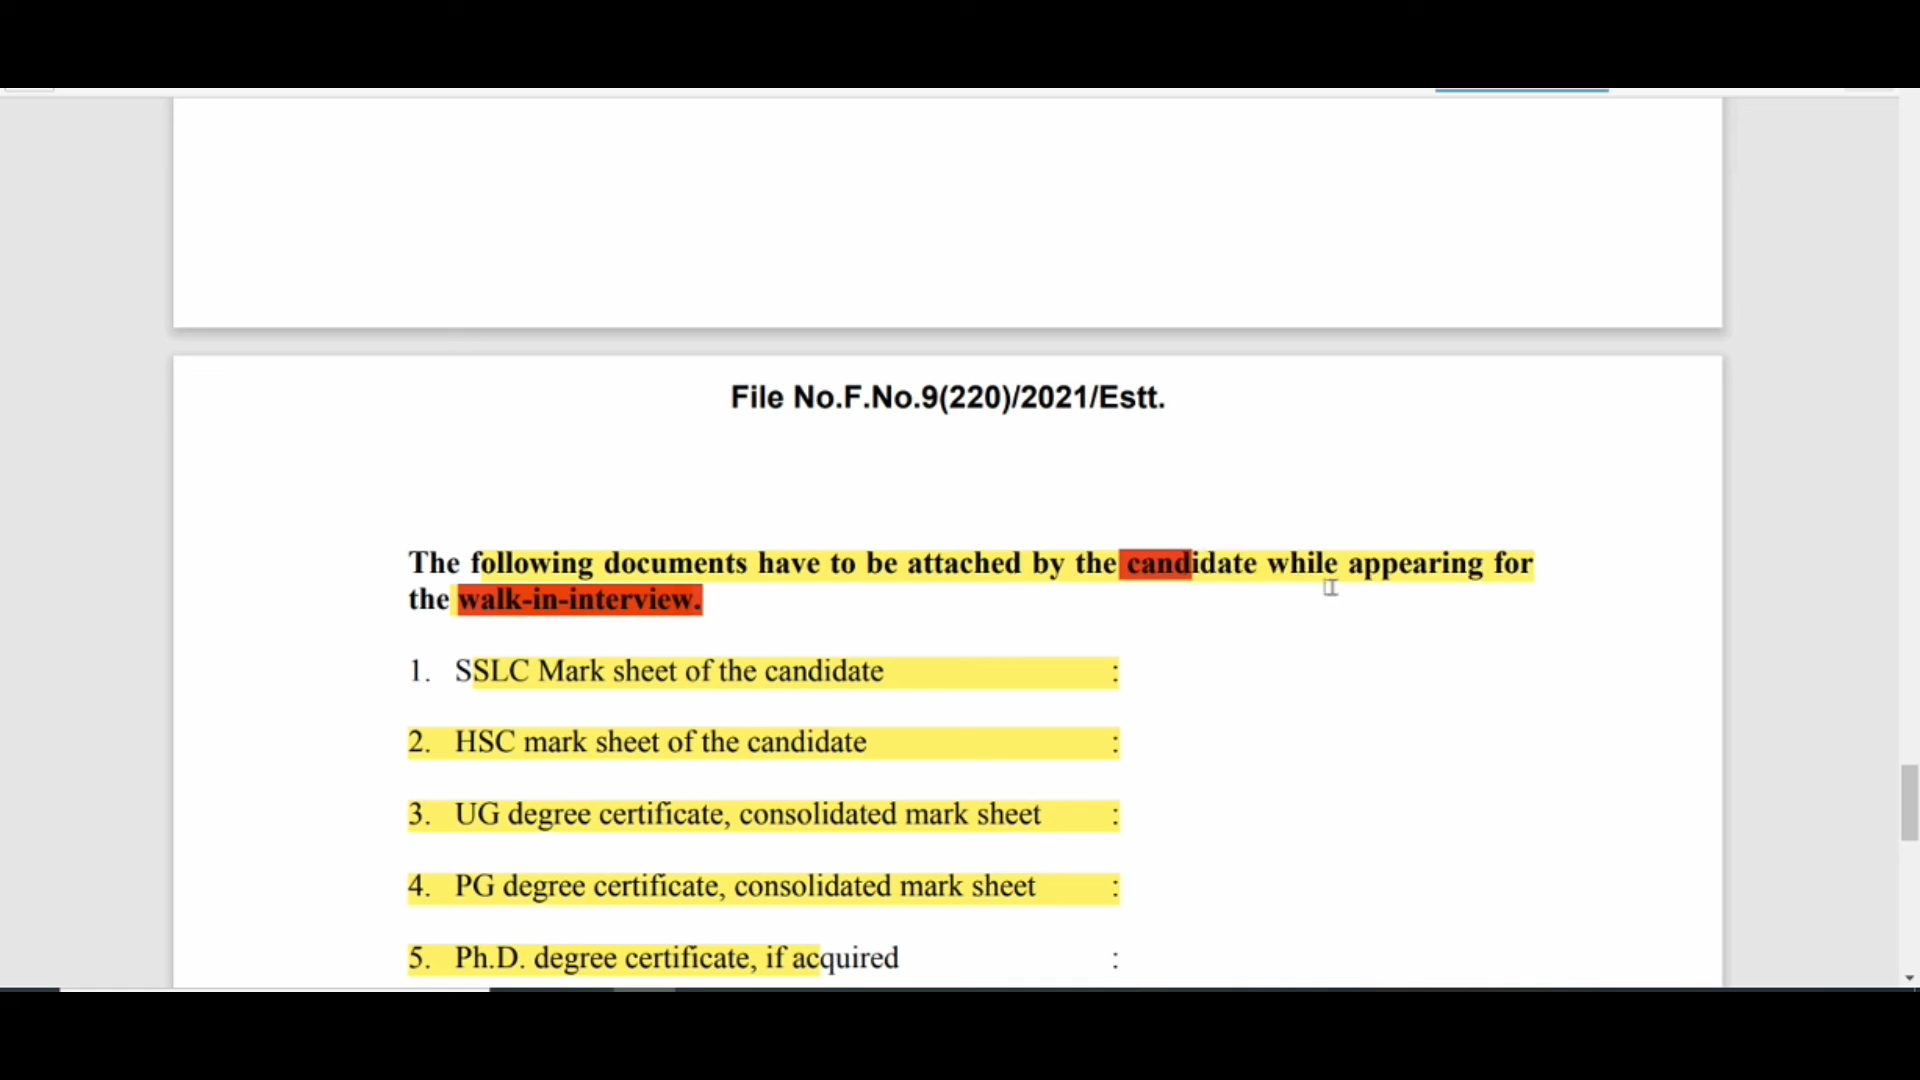 File No.F.No.9(220)/2021/Estt.
The following documents have to be attached by the candidate while appearing for
the walk-in-interview.
1. SSLC Mark sheet of the candidate :
2. HSC mark sheet of the candidate :
3. UG degree certificate, consolidated mark sheet :
4. PG degree certificate, consolidated mark sheet :
5. Ph.D. degree certificate, if acquired :